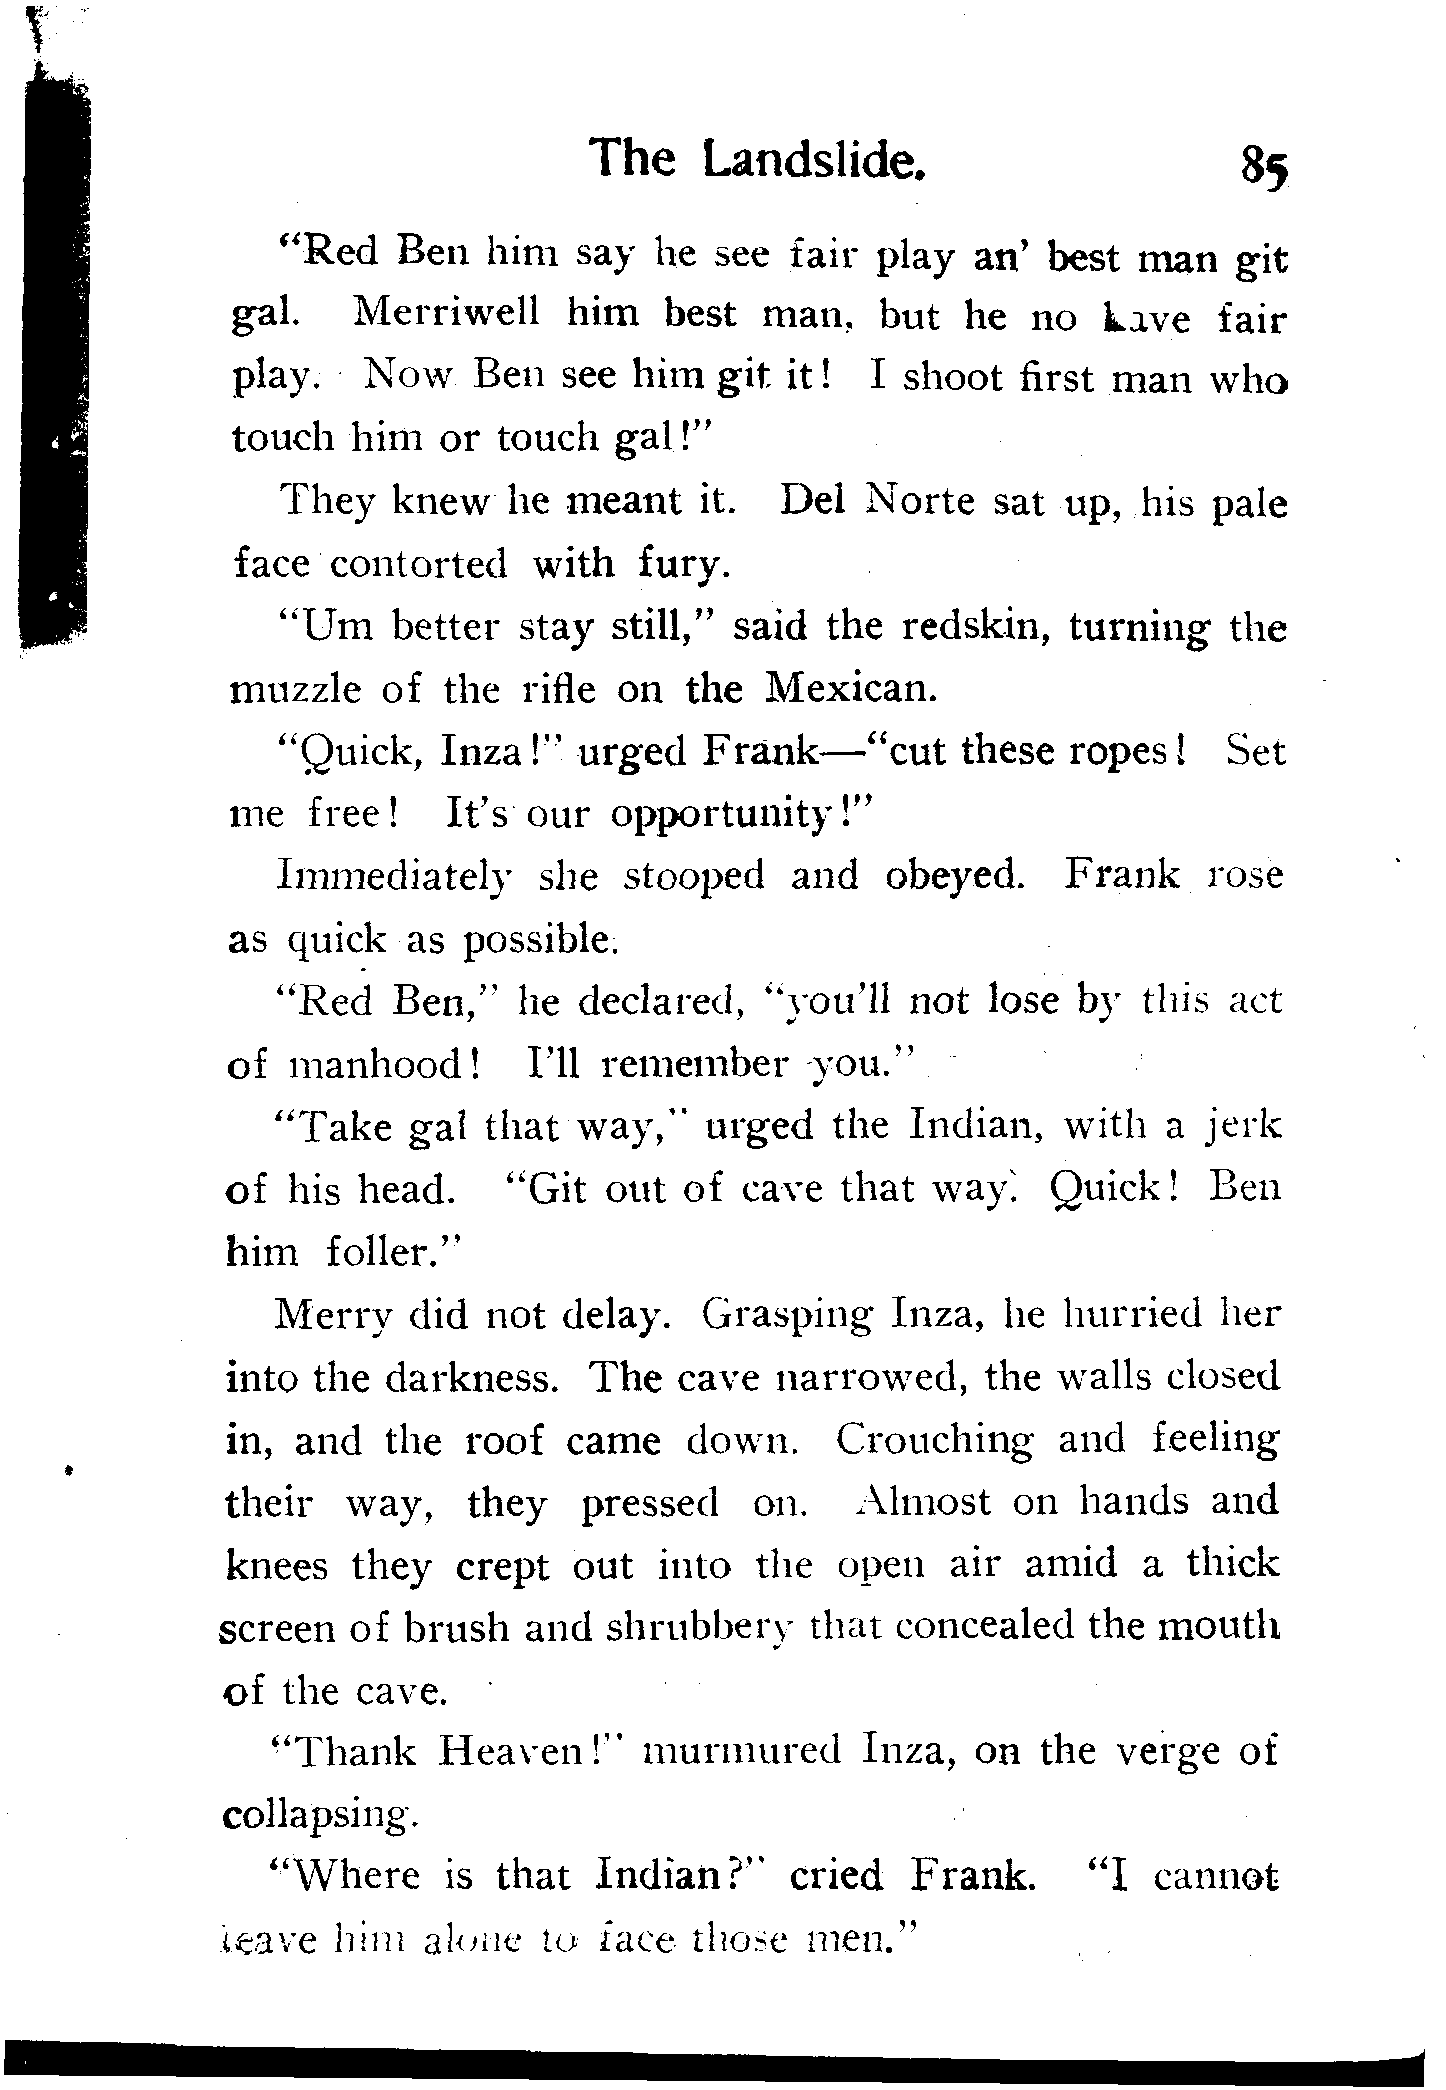 The Landslide. 85
“Red Ben him say he see fair play an’ best man git
gal. Merriwell him best man, but he no have fair
play. Now Ben see him git it! I shoot first man who
touch him or touch gal!”
They knew he meant it. Del Norte sat up, his pale
face contorted with fury.
“Um better stay still,” said the redskin, turning the
muzzle of the rifle on the Mexican.
“Quick, Inza!” urged Frank—“cut these ropes! Set
me free! It’s our opportunity!”
Immediately she stooped and obeyed. Frank rose
as quick as possible.
“Red Ben,” he declared, “you’ll not lose by this act
of manhood! I’ll remember you.”
“Take gal that way,” urged the Indian, with a jerk
of his head. “Git out of cave that way. Quick! Ben
him foller.”
Merry did not delay. Grasping Inza, he hurried her
into the darkness. The cave narrowed, the walls closed
in, and the roof came down. Crouching and feeling
their way, they pressed on. Almost on hands and
knees they crept out into the open air amid a thick
screen of brush and shrubbery that concealed the mouth
of the cave.
“Thank Heaven!” murmured Inza, on the verge of
collapsing.
“Where is that Indian?” cried Frank. “I cannot
leave him alone to face those men.”